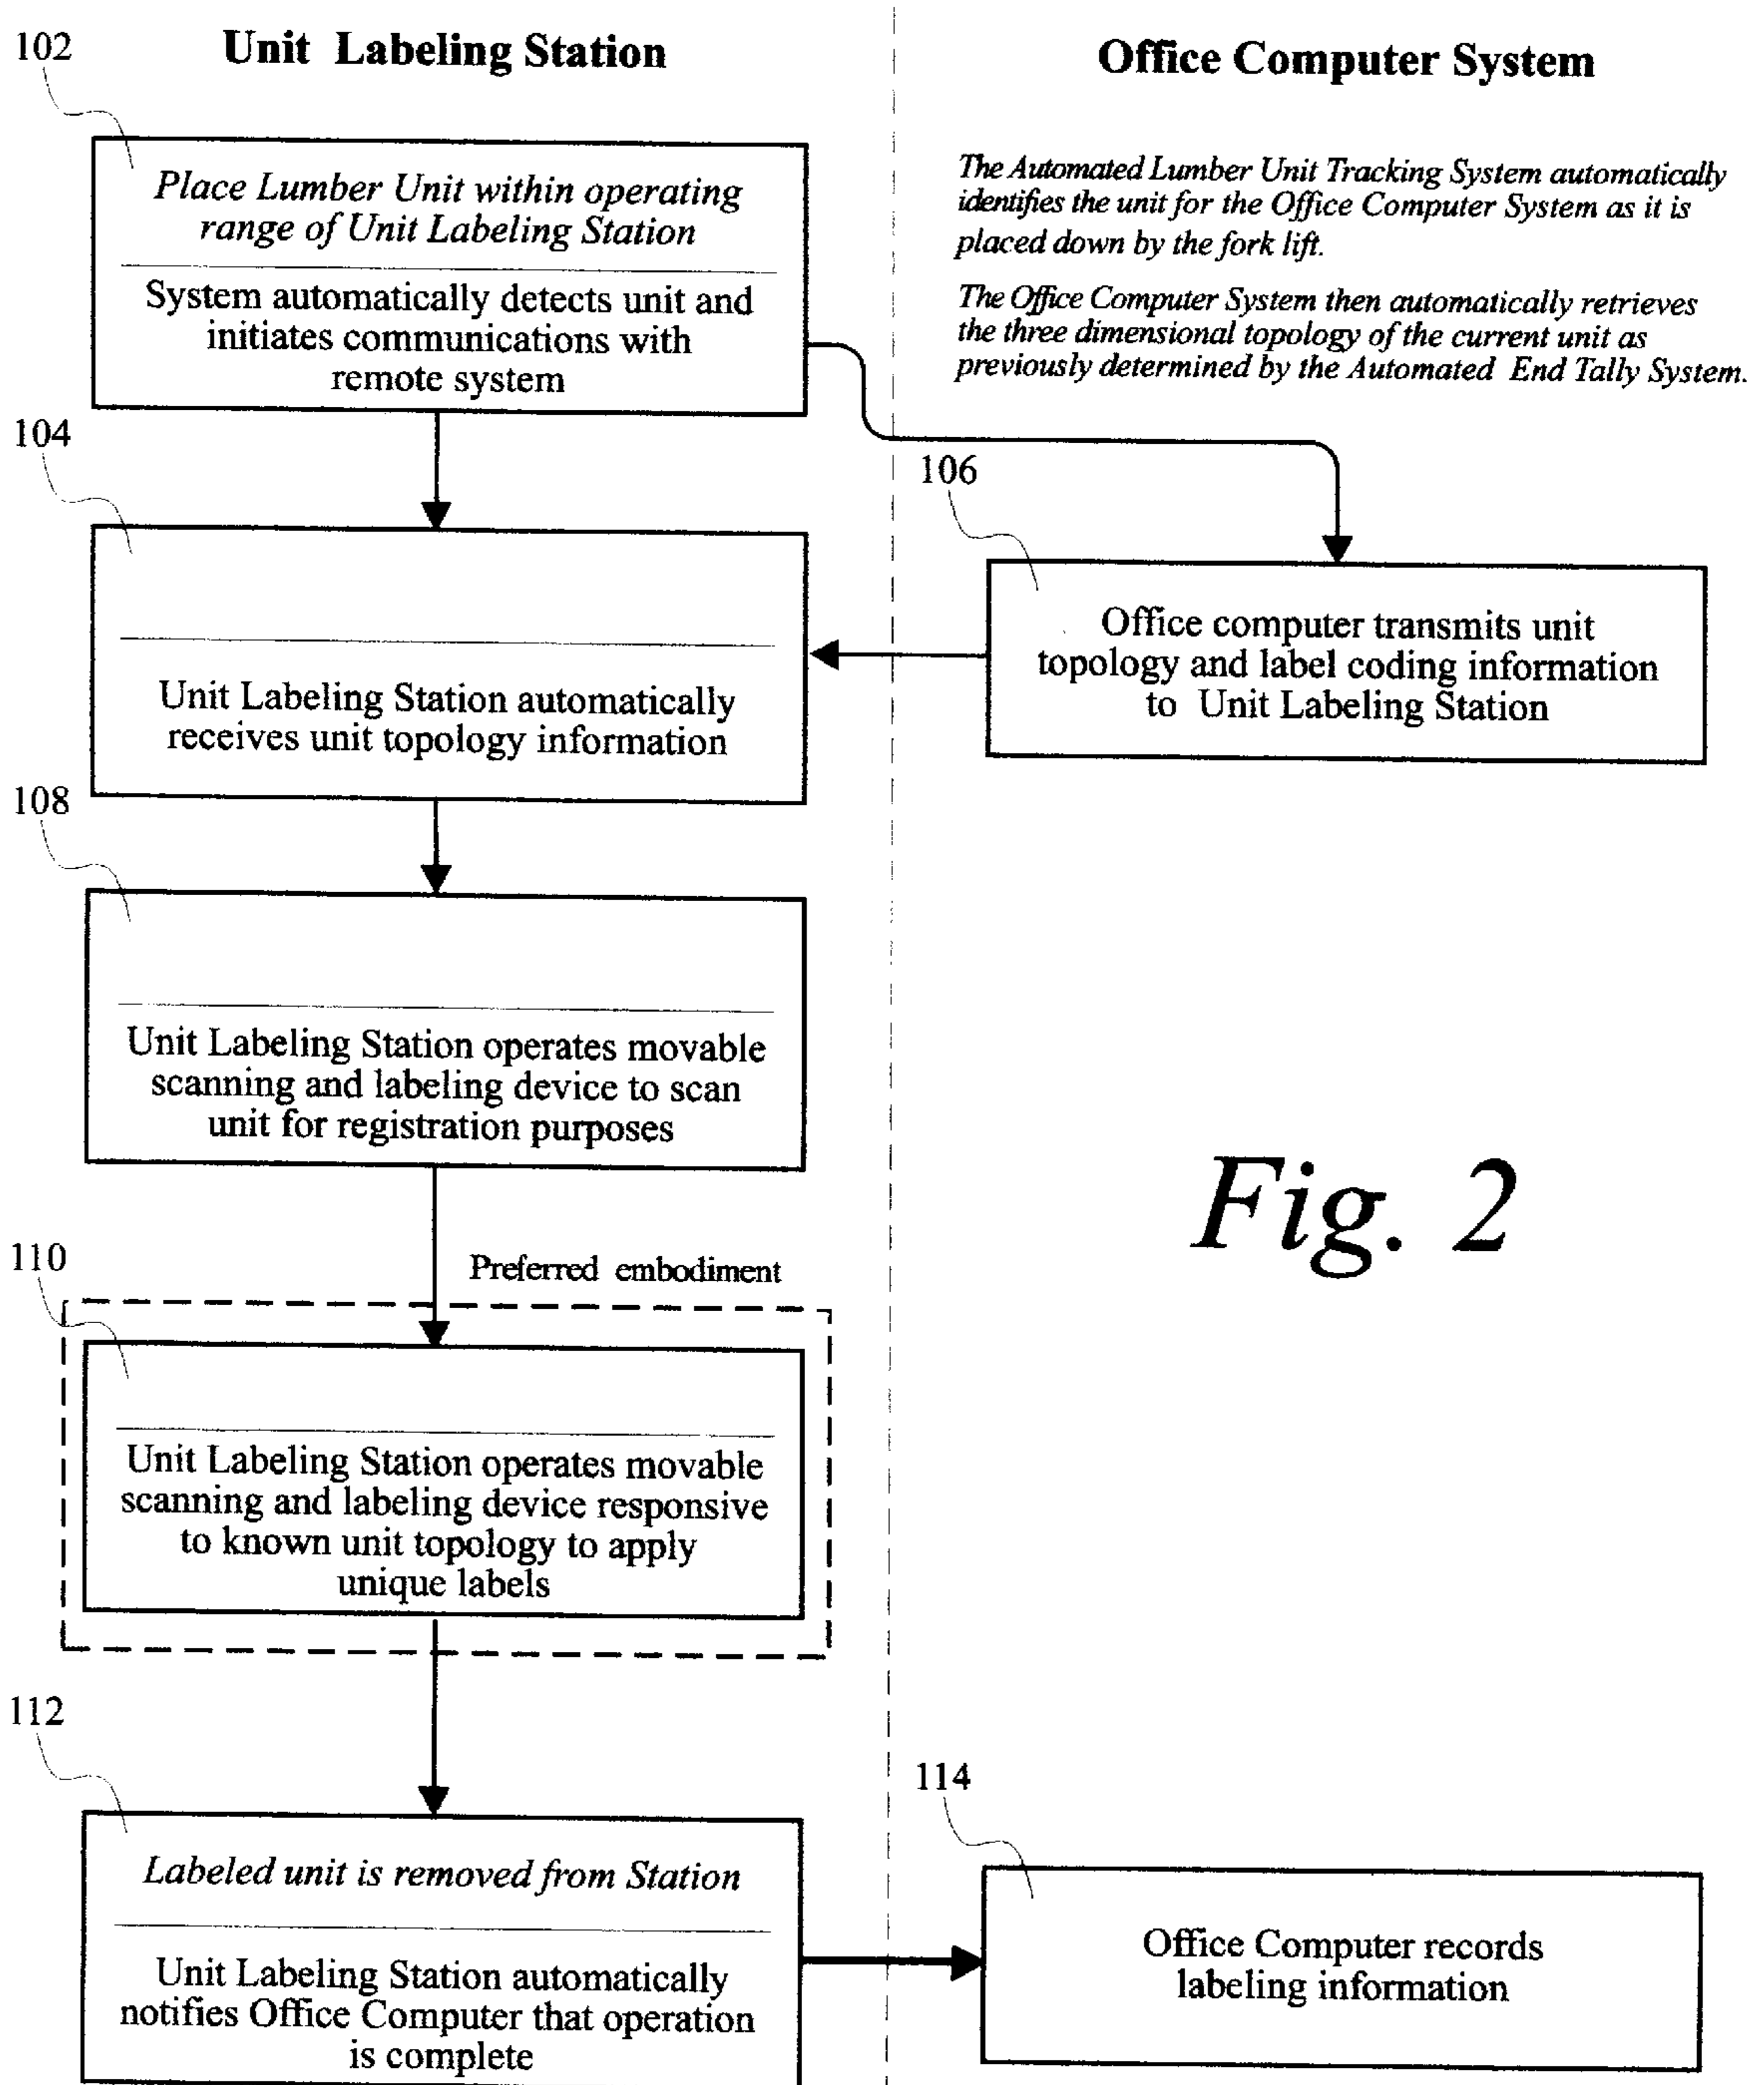 102
Unit Labeling Station
Office Computer System
Place Lumber Unit within operating
range of Unit Labeling Station
System automatically detects unit and
initiates communications with
remote system
The Automated Lumber Unit Tracking System automatically
identifies the unit for the Office Computer System as it is
placed down by the fork lift.
The Office Computer System then automatically retrieves
the three dimensional topology of the current unit as
previously determined by the Automated End Tally System.
104
Unit Labeling Station automatically
receives unit topology information
106
Office computer transmits unit
topology and label coding information
to Unit Labeling Station
108
Unit Labeling Station operates movable
scanning and labeling device to scan
unit for registration purposes
Fig. 2
110
Preferred embodiment
Unit Labeling Station operates movable
scanning and labeling device responsive
to known unit topology to apply
unique labels
112
Labeled unit is removed from Station
Unit Labeling Station automatically
notifies Office Computer that operation
is complete
114
Office Computer records
labeling information